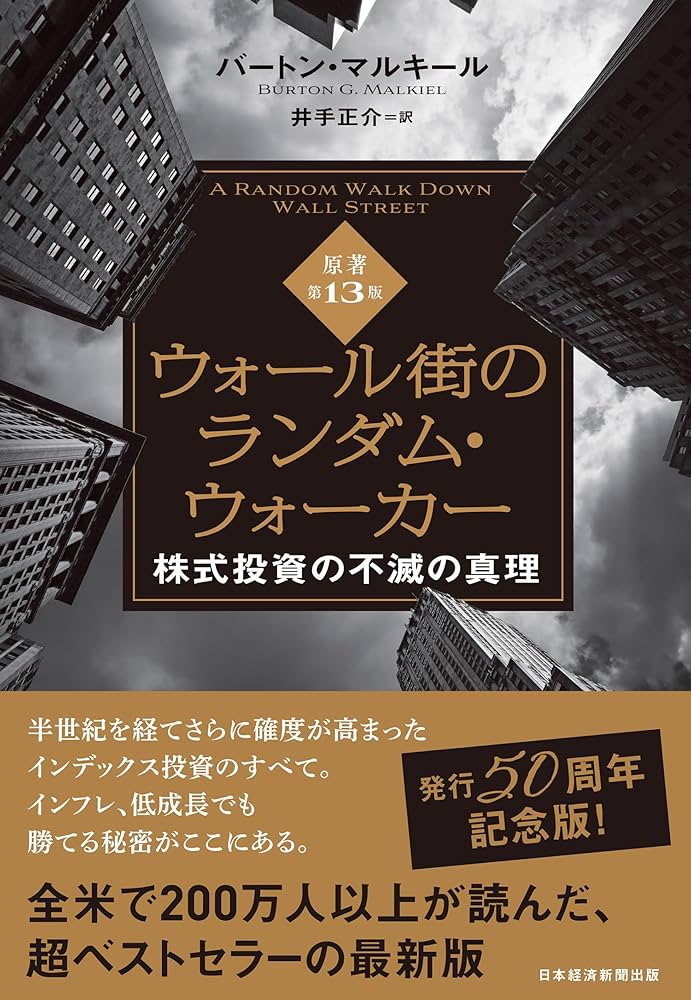 バートン・マルキール
BURTON G. MALKIEL
井手正介＝訳
A RANDOM WALK DOWN
WALL STREET
原著
第13版
ウォール街の
ランダム・
ウォーカー
株式投資の不滅の真理
半世紀を経てさらに確度が高まった
インデックス投資のすべて。
インフレ、低成長でも
勝てる秘密がここにある。
発行50周年
記念版!
全米で200万人以上が読んだ、
超ベストセラーの最新版
日本経済新聞出版